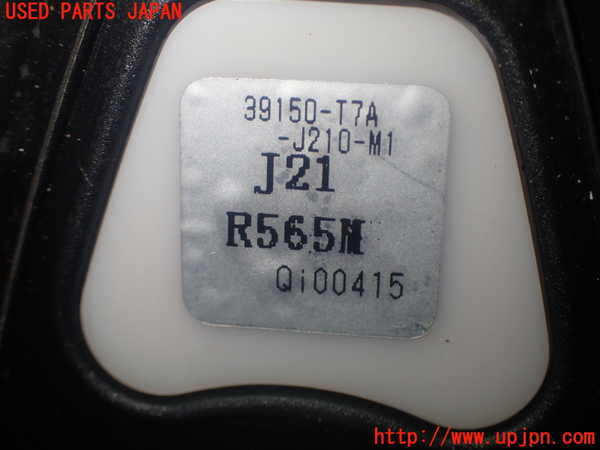 USED PARTS JAPAN
39150-T7A
-J210-M1
J21
R565M
Qi00415
http://www.upjpn.com/